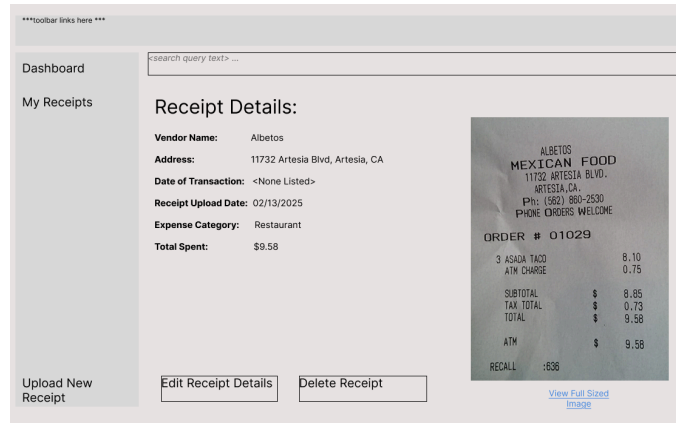 ***toolbar links here ***
Dashboard
My Receipts
Upload New
Receipt
<search query text> ...
Receipt Details:
Vendor Name: Albetos
Address: 11732 Artesia Blvd, Artesia, CA
Date of Transaction: <None Listed>
Receipt Upload Date: 02/13/2025
Expense Category: Restaurant
Total Spent: $9.58
Edit Receipt Details
Delete Receipt
ALBETOS
MEXICAN FOOD
11732 ARTESIA BLVD.
ARTESIA,CA.
Ph: (562) 860-2530
PHONE ORDERS WELCOME
ORDER # 01029
3 ASADA TACO 8.10
ATM CHARGE 0.75
SUBTOTAL $ 8.85
TAX TOTAL $ 0.73
TOTAL $ 9.58
ATM $ 9.58
RECALL :636
View Full Sized
Image